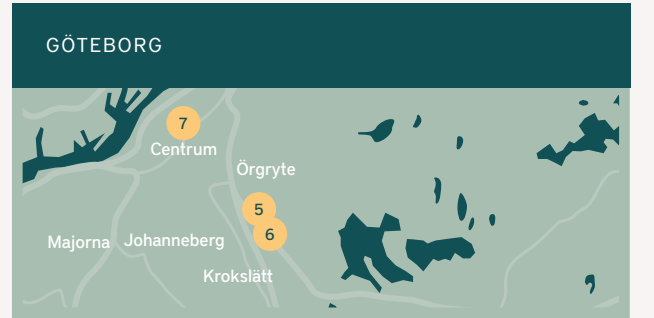 GÖTEBORG
7
Centrum
Örgryte
5
6
Majorna
Johanneberg
Krokslätt